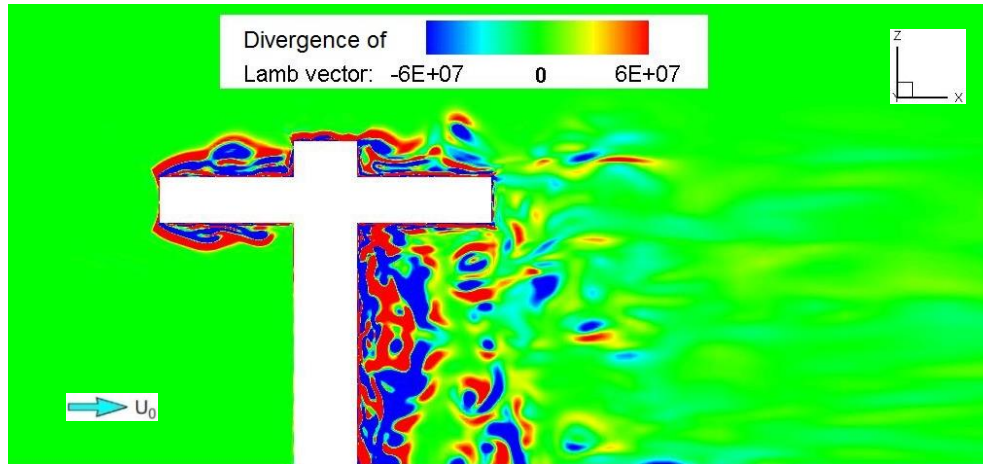 Divergence of
Lamb vector: -6E+07 0 6E+07
Z
Y X
U₀